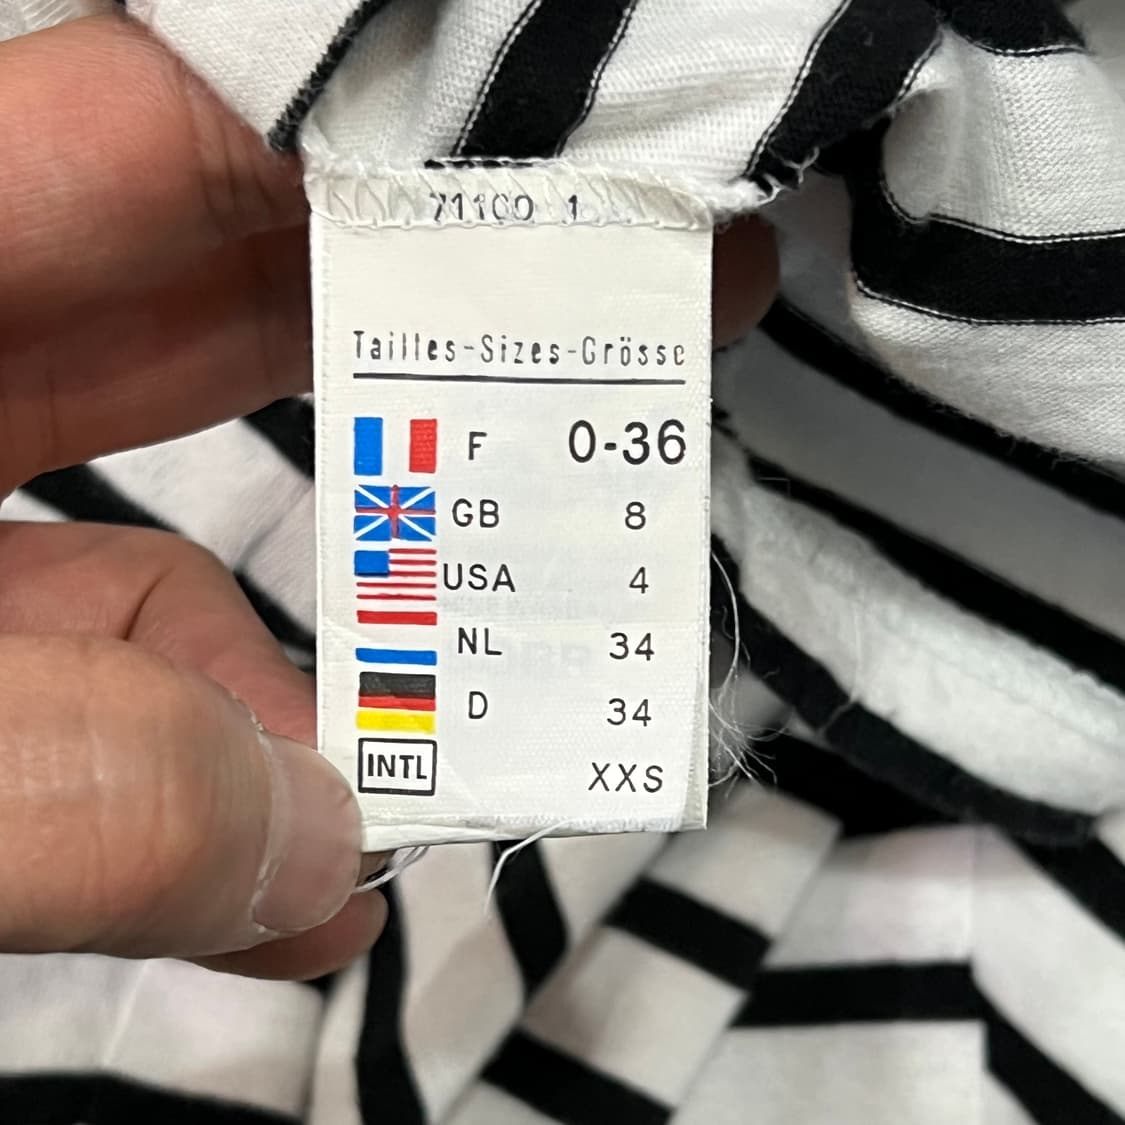 71100 1
Tailles-Sizes-Grösse
F 0-36
GB 8
USA 4
NL 34
D 34
INTL XXS